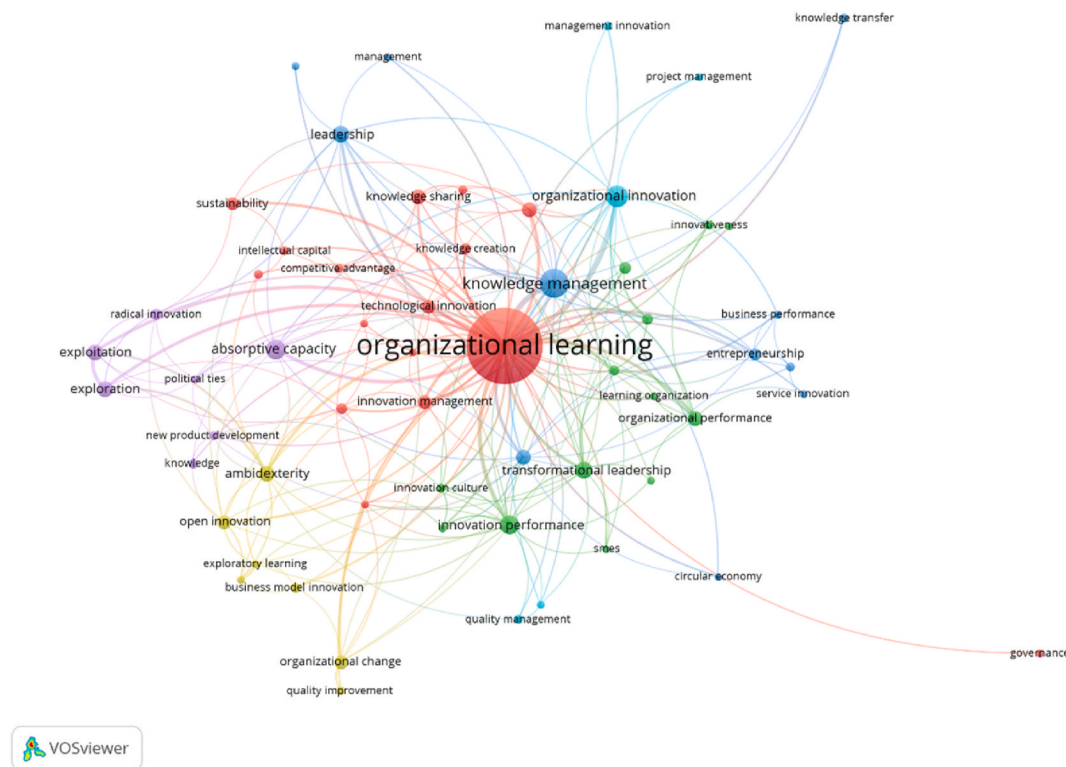 knowledge transfer
management innovation
management
project management
leadership
knowledge sharing
organizational innovation
sustainability
innovativeness
intellectual capital
knowledge creation
competitive advantage
knowledge management
technological innovation
radical innovation
business performance
organizational learning
absorptive capacity
exploitation
entrepreneurship
political ties
exploration
service innovation
learning organization
innovation management
organizational performance
new product development
knowledge
ambidexterity
transformational leadership
innovation culture
open innovation
innovation performance
smes
exploratory learning
circular economy
business model innovation
quality management
governance
organizational change
quality improvement
VOSviewer